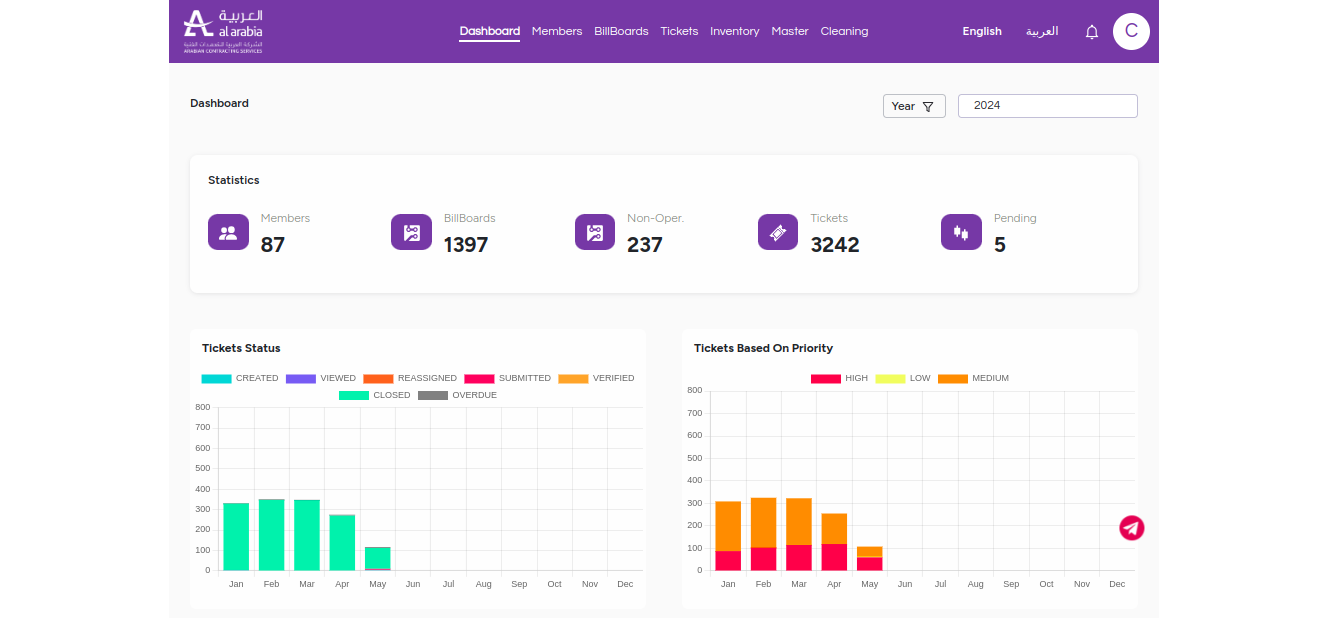 العربية
al arabia
الشركة العربية للتعهدات الفنية
ARABIAN CONTRACTING SERVICES
Dashboard Members BillBoards Tickets Inventory Master Cleaning English العربية C
Dashboard
Year 2024
Statistics
Members BillBoards Non-Oper. Tickets Pending
87 1397 237 3242 5
Tickets Status
CREATED VIEWED REASSIGNED SUBMITTED VERIFIED
CLOSED OVERDUE
800
700
600
500
400
300
200
100
0
Jan Feb Mar Apr May Jun Jul Aug Sep Oct Nov Dec
Tickets Based On Priority
HIGH LOW MEDIUM
800
700
600
500
400
300
200
100
0
Jan Feb Mar Apr May Jun Jul Aug Sep Oct Nov Dec